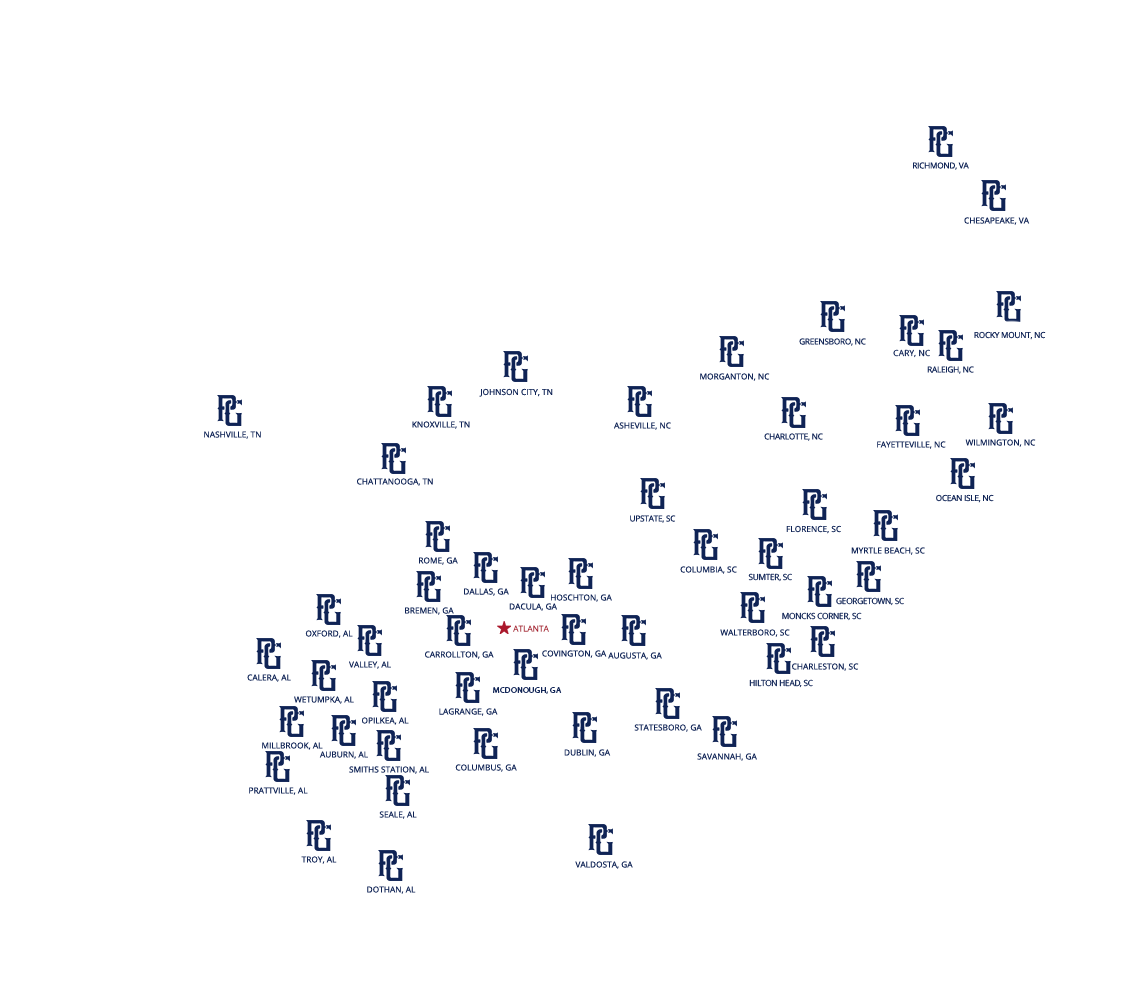 RICHMOND, VA
CHESAPEAKE, VA
ROCKY MOUNT, NC
GREENSBORO, NC
CARY, NC
RALEIGH, NC
MORGANTON, NC
JOHNSON CITY, TN
KNOXVILLE, TN
ASHEVILLE, NC
NASHVILLE, TN
CHARLOTTE, NC
FAYETTEVILLE, NC
WILMINGTON, NC
CHATTANOOGA, TN
OCEAN ISLE, NC
UPSTATE, SC
FLORENCE, SC
MYRTLE BEACH, SC
ROME, GA
COLUMBIA, SC
SUMTER, SC
DALLAS, GA
HOSCHTON, GA
GEORGETOWN, SC
DACULA, GA
BREMEN, GA
MONCKS CORNER, SC
ATLANTA
OXFORD, AL
WALTERBORO, SC
CARROLLTON, GA
COVINGTON, GA
AUGUSTA, GA
VALLEY, AL
CHARLESTON, SC
CALERA, AL
HILTON HEAD, SC
MCDONOUGH, GA
WETUMPKA, AL
LAGRANGE, GA
OPILKEA, AL
STATESBORO, GA
MILLBROOK, AL
AUBURN, AL
DUBLIN, GA
SAVANNAH, GA
SMITHS STATION, AL
COLUMBUS, GA
PRATTVILLE, AL
SEALE, AL
TROY, AL
VALDOSTA, GA
DOTHAN, AL